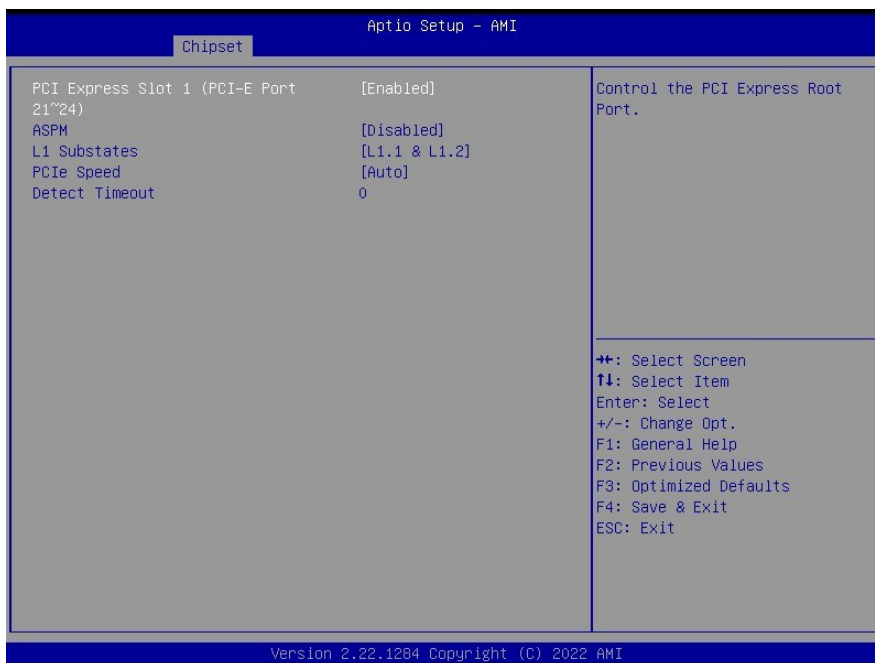 Aptio Setup – AMI
Chipset
PCI Express Slot 1 (PCI-E Port [Enabled]
21~24)
ASPM [Disabled]
L1 Substates [L1.1 & L1.2]
PCIe Speed [Auto]
Detect Timeout 0
Control the PCI Express Root
Port.
→←: Select Screen
↑↓: Select Item
Enter: Select
+/-: Change Opt.
F1: General Help
F2: Previous Values
F3: Optimized Defaults
F4: Save & Exit
ESC: Exit
Version 2.22.1284 Copyright (C) 2022 AMI